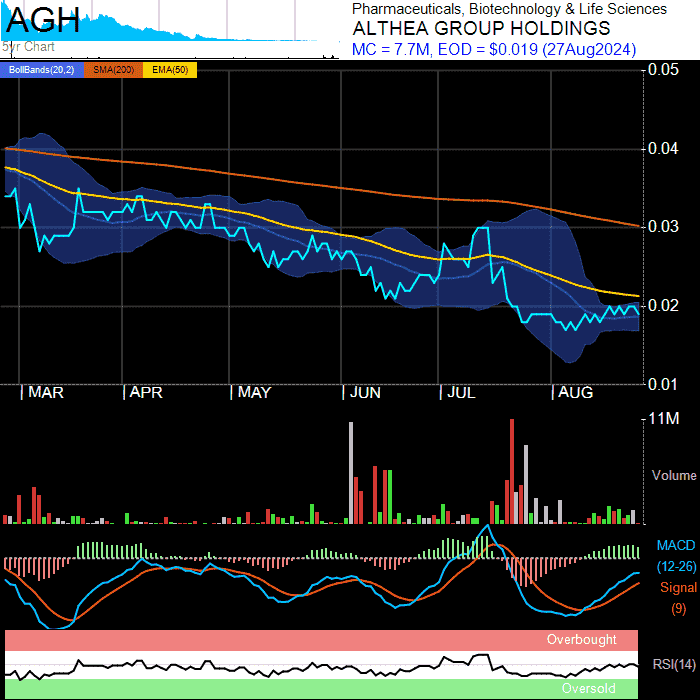 AGH
5yr Chart
Pharmaceuticals, Biotechnology & Life Sciences
ALTHEA GROUP HOLDINGS
MC = 7.7M, EOD = $0.019 (27Aug2024)
BollBands(20,2) SMA(200) EMA(50)
0.05
0.04
0.03
0.02
0.01
MAR APR MAY JUN JUL AUG
11M
Volume
MACD
(12-26)
Signal
(9)
Overbought
RSI(14)
Oversold